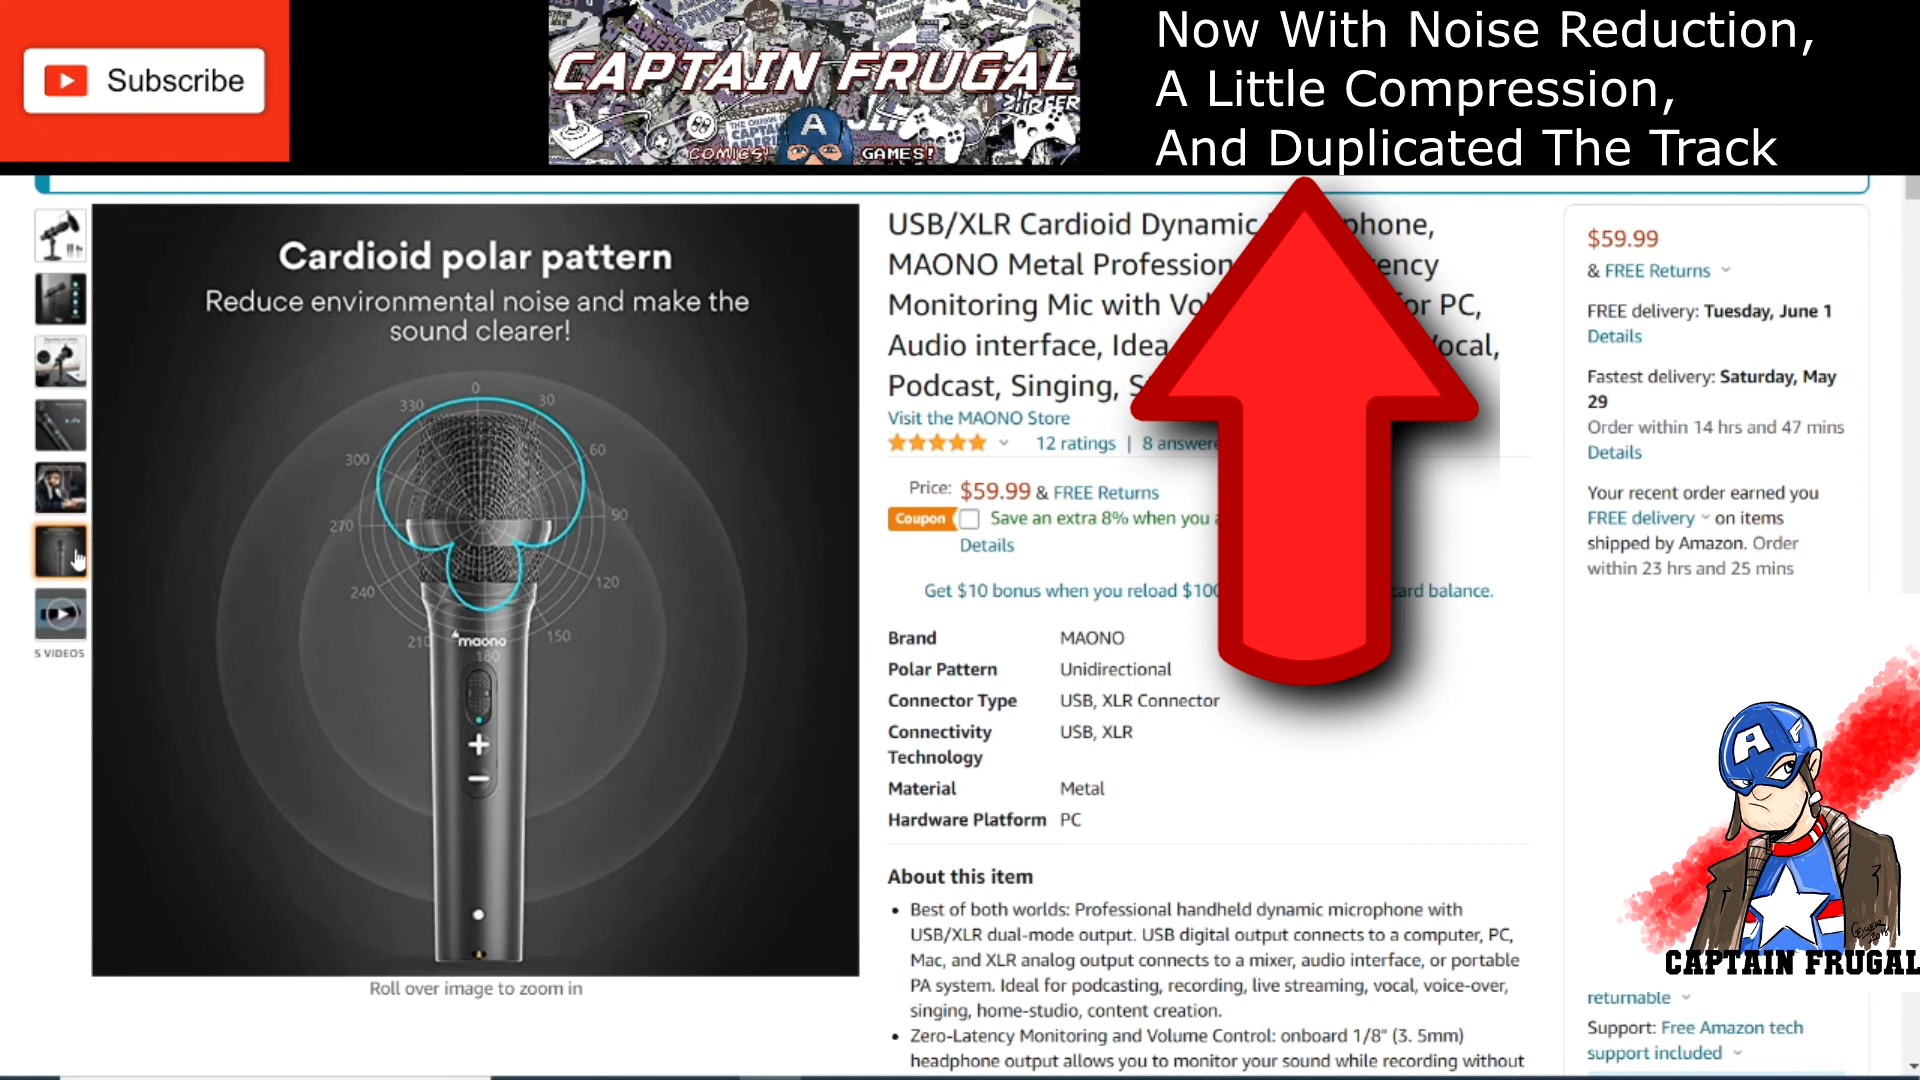 Subscribe
CAPTAIN FRUGAL
COMICS!
GAMES!
Now With Noise Reduction,
A Little Compression,
And Duplicated The Track
Cardioid polar pattern
Reduce environmental noise and make the
sound clearer!
0
330
30
300
60
270
90
240
120
210
150
180
maono
5 VIDEOS
Roll over image to zoom in
USB/XLR Cardioid Dynamic phone,
MAONO Metal Profession ency
Monitoring Mic with Vo or PC,
Audio interface, Idea ocal,
Podcast, Singing, S
Visit the MAONO Store
12 ratings | 8 answere
Price: $59.99 & FREE Returns
Coupon Save an extra 8% when you a
Details
Get $10 bonus when you reload $100 card balance.
Brand MAONO
Polar Pattern Unidirectional
Connector Type USB, XLR Connector
Connectivity USB, XLR
Technology
Material Metal
Hardware Platform PC
About this item
• Best of both worlds: Professional handheld dynamic microphone with
USB/XLR dual-mode output. USB digital output connects to a computer, PC,
Mac, and XLR analog output connects to a mixer, audio interface, or portable
PA system. Ideal for podcasting, recording, live streaming, vocal, voice-over,
singing, home-studio, content creation.
• Zero-Latency Monitoring and Volume Control: onboard 1/8" (3. 5mm)
headphone output allows you to monitor your sound while recording without
$59.99
& FREE Returns
FREE delivery: Tuesday, June 1
Details
Fastest delivery: Saturday, May
29
Order within 14 hrs and 47 mins
Details
Your recent order earned you
FREE delivery on items
shipped by Amazon. Order
within 23 hrs and 25 mins
A
CAPTAIN FRUGAL
returnable
Support: Free Amazon tech
support included